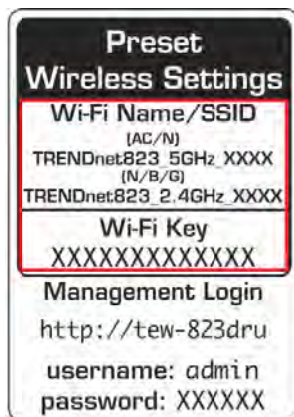 Preset
Wireless Settings
Wi-Fi Name/SSID
(AC/N)
TRENDnet823_5GHz_XXXX
(N/B/G)
TRENDnet823_2.4GHz_XXXX
Wi-Fi Key
XXXXXXXXXXXXX
Management Login
http://tew-823dru
username: admin
password: XXXXXX